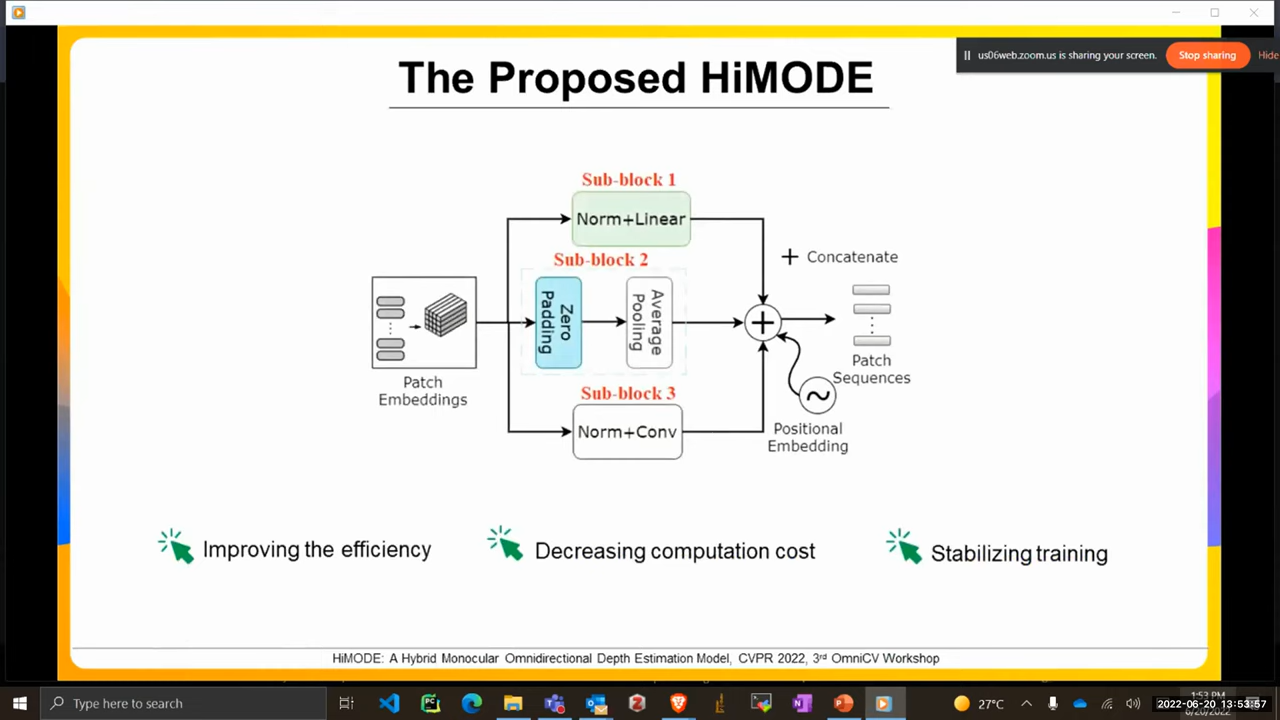 us06web.zoom.us is sharing your screen.
Stop sharing
Hide
The Proposed HiMODE
Sub-block 1
Norm+Linear
Sub-block 2
Zero
Padding
Average
Pooling
Sub-block 3
Norm+Conv
+ Concatenate
Patch
Embeddings
Patch
Sequences
Positional
Embedding
Improving the efficiency
Decreasing computation cost
Stabilizing training
HiMODE: A Hybrid Monocular Omnidirectional Depth Estimation Model, CVPR 2022, 3rd OmniCV Workshop
Type here to search
27°C
1:53 PM
2022-06-20 13:53:57